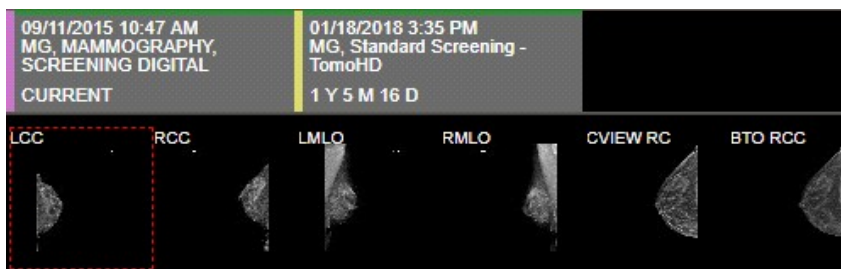 09/11/2015 10:47 AM
MG, MAMMOGRAPHY,
SCREENING DIGITAL
CURRENT
01/18/2018 3:35 PM
MG, Standard Screening -
TomoHD
1 Y 5 M 16 D
LCC
RCC
LMLO
RMLO
CVIEW RC
BTO RCC